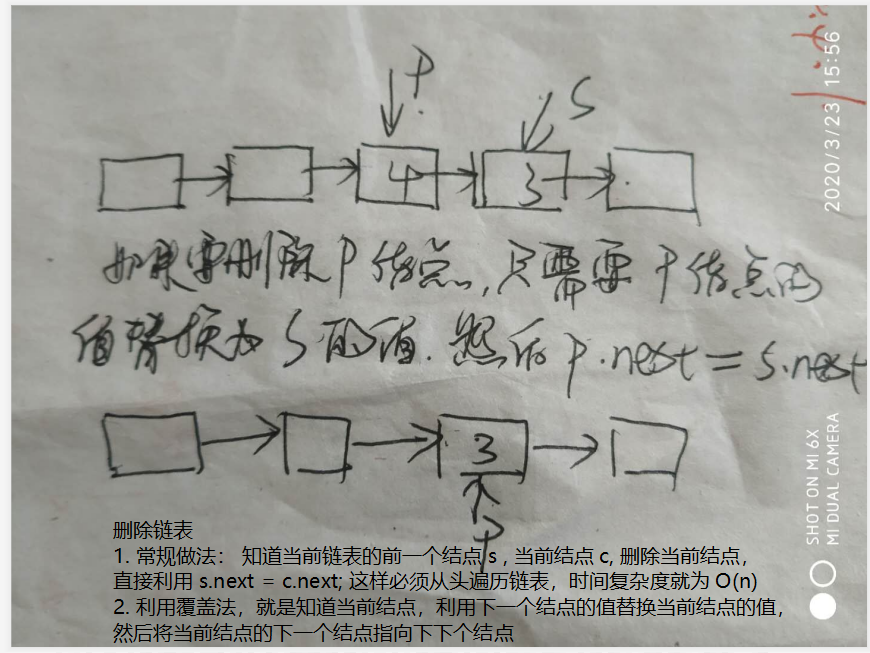 P
S
4
3
如果要删除P结点,只需要P结点的
值替换为S的值.然后p.next=s.next
3
P
删除链表
1. 常规做法： 知道当前链表的前一个结点 s , 当前结点 c, 删除当前结点，
直接利用 s.next = c.next; 这样必须从头遍历链表，时间复杂度就为 O(n)
2. 利用覆盖法，就是知道当前结点，利用下一个结点的值替换当前结点的值，
然后将当前结点的下一个结点指向下下个结点
2020/3/23 15:56
SHOT ON MI 6X
MI DUAL CAMERA